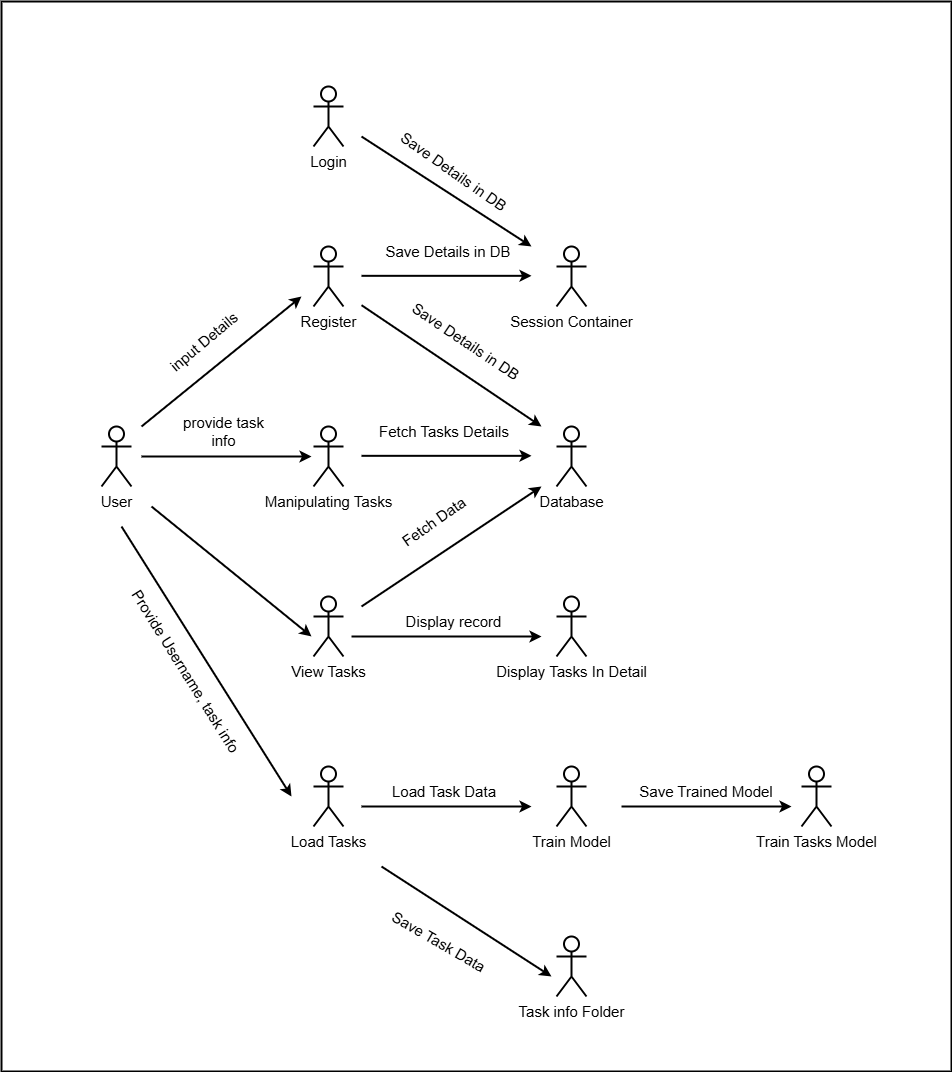 Login
Save Details in DB
Save Details in DB
Register
Session Container
input Details
Save Details in DB
provide task
info
Fetch Tasks Details
User
Manipulating Tasks
Database
Fetch Data
Display record
View Tasks
Display Tasks In Detail
Provide Username, task info
Load Task Data
Save Trained Model
Load Tasks
Train Model
Train Tasks Model
Save Task Data
Task info Folder